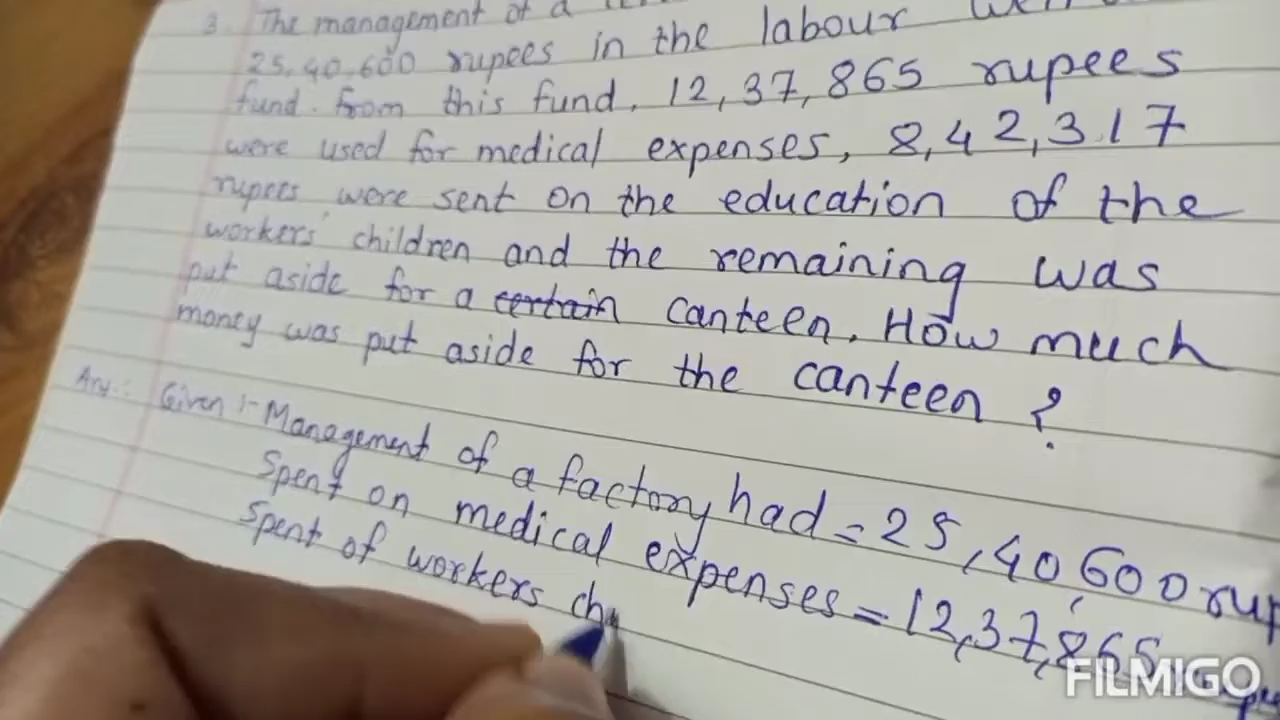 3. The management of a
25,40,600 rupees in the labour
fund. From this fund, 12,37,865 rupees
were used for medical expenses, 8,42,317
rupees were sent on the education of the
workers' children and the remaining was
put aside for a certain canteen. How much
money was put aside for the canteen ?
Ans.: Given :- Management of a factory had = 25,40,600 rup
Spent on medical expenses = 12,37,865
Spent of workers ch
FILMIGO